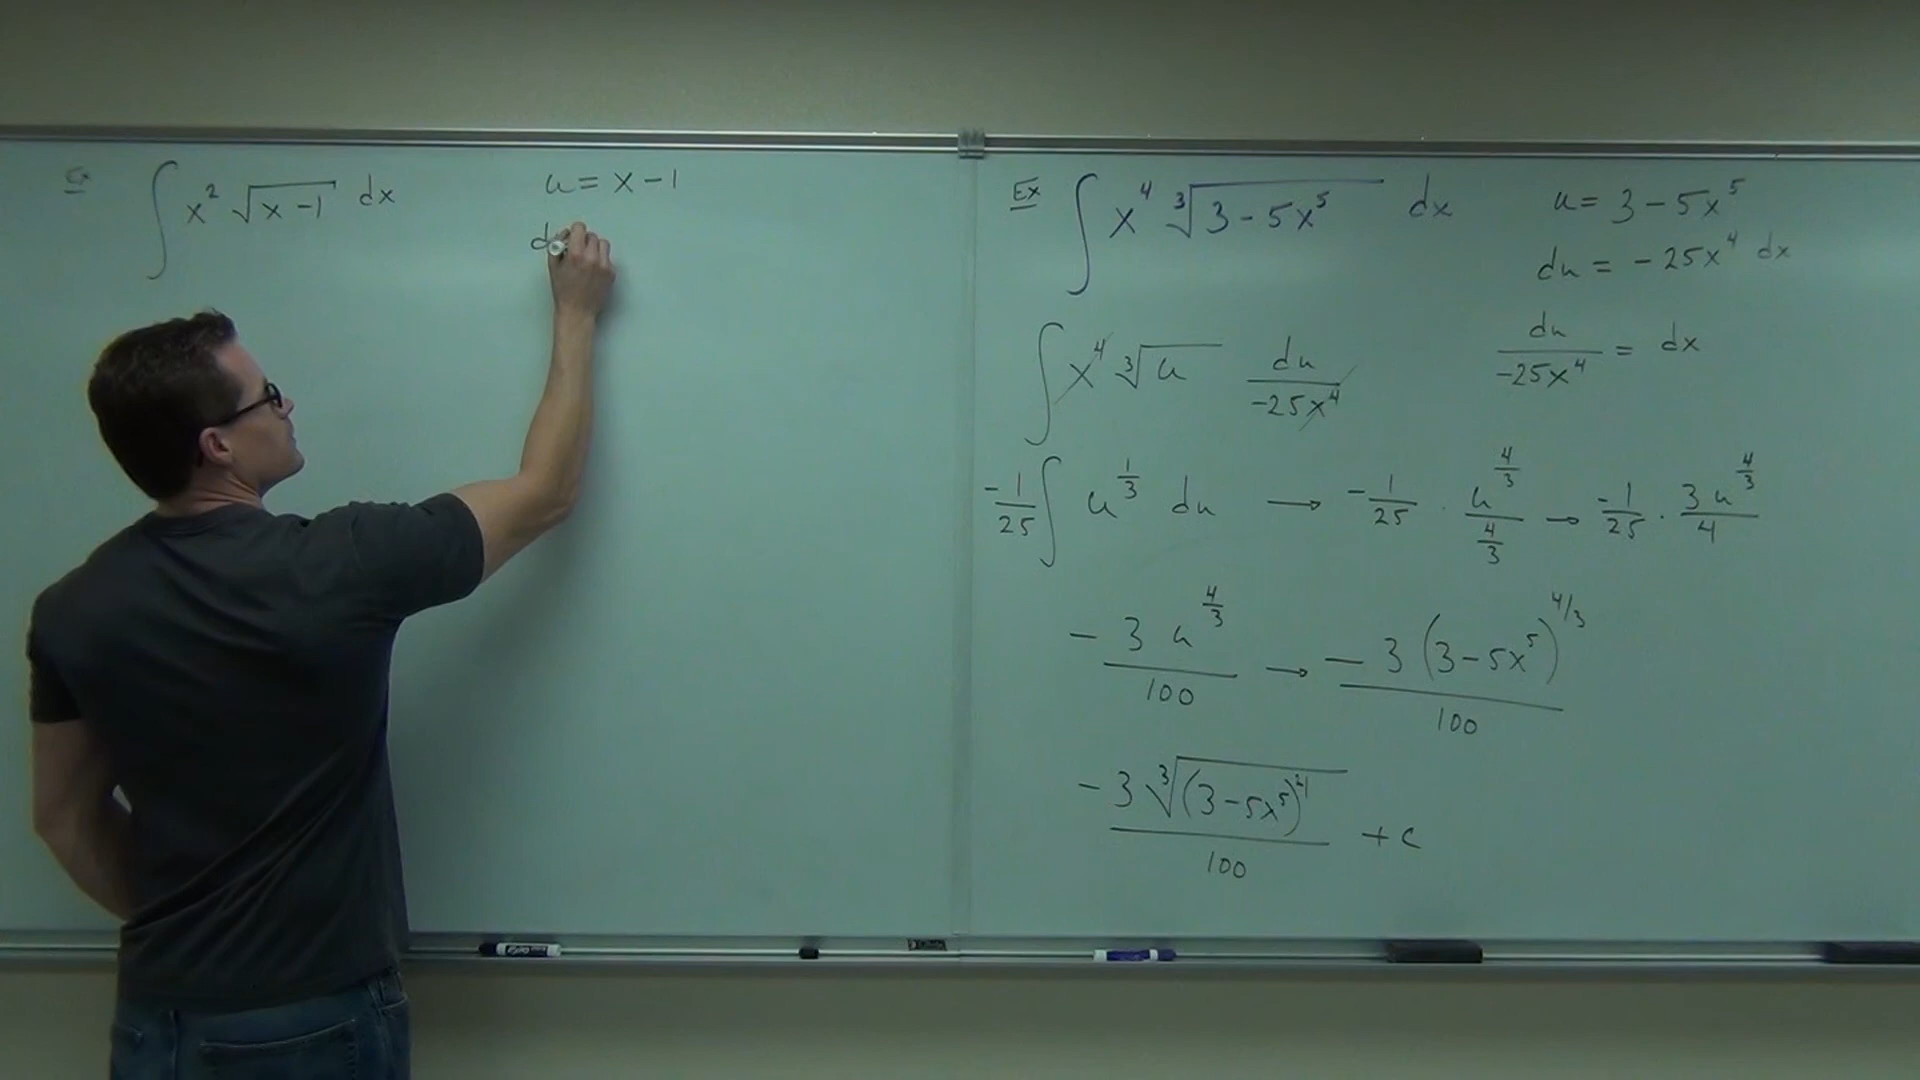 Ex ∫ x² √(x-1) dx
u = x-1
d
Ex ∫ x⁴ ∛(3-5x⁵) dx
u = 3-5x⁵
du = -25x⁴ dx
∫ x⁴ ∛u du/(-25x⁴)
du/(-25x⁴) = dx
-1/25 ∫ u^(1/3) du → -1/25 · u^(4/3)/(4/3) → -1/25 · 3u^(4/3)/4
-3u^(4/3)/100 → -3(3-5x⁵)^(4/3)/100
-3∛((3-5x⁵)⁴)/100 + c